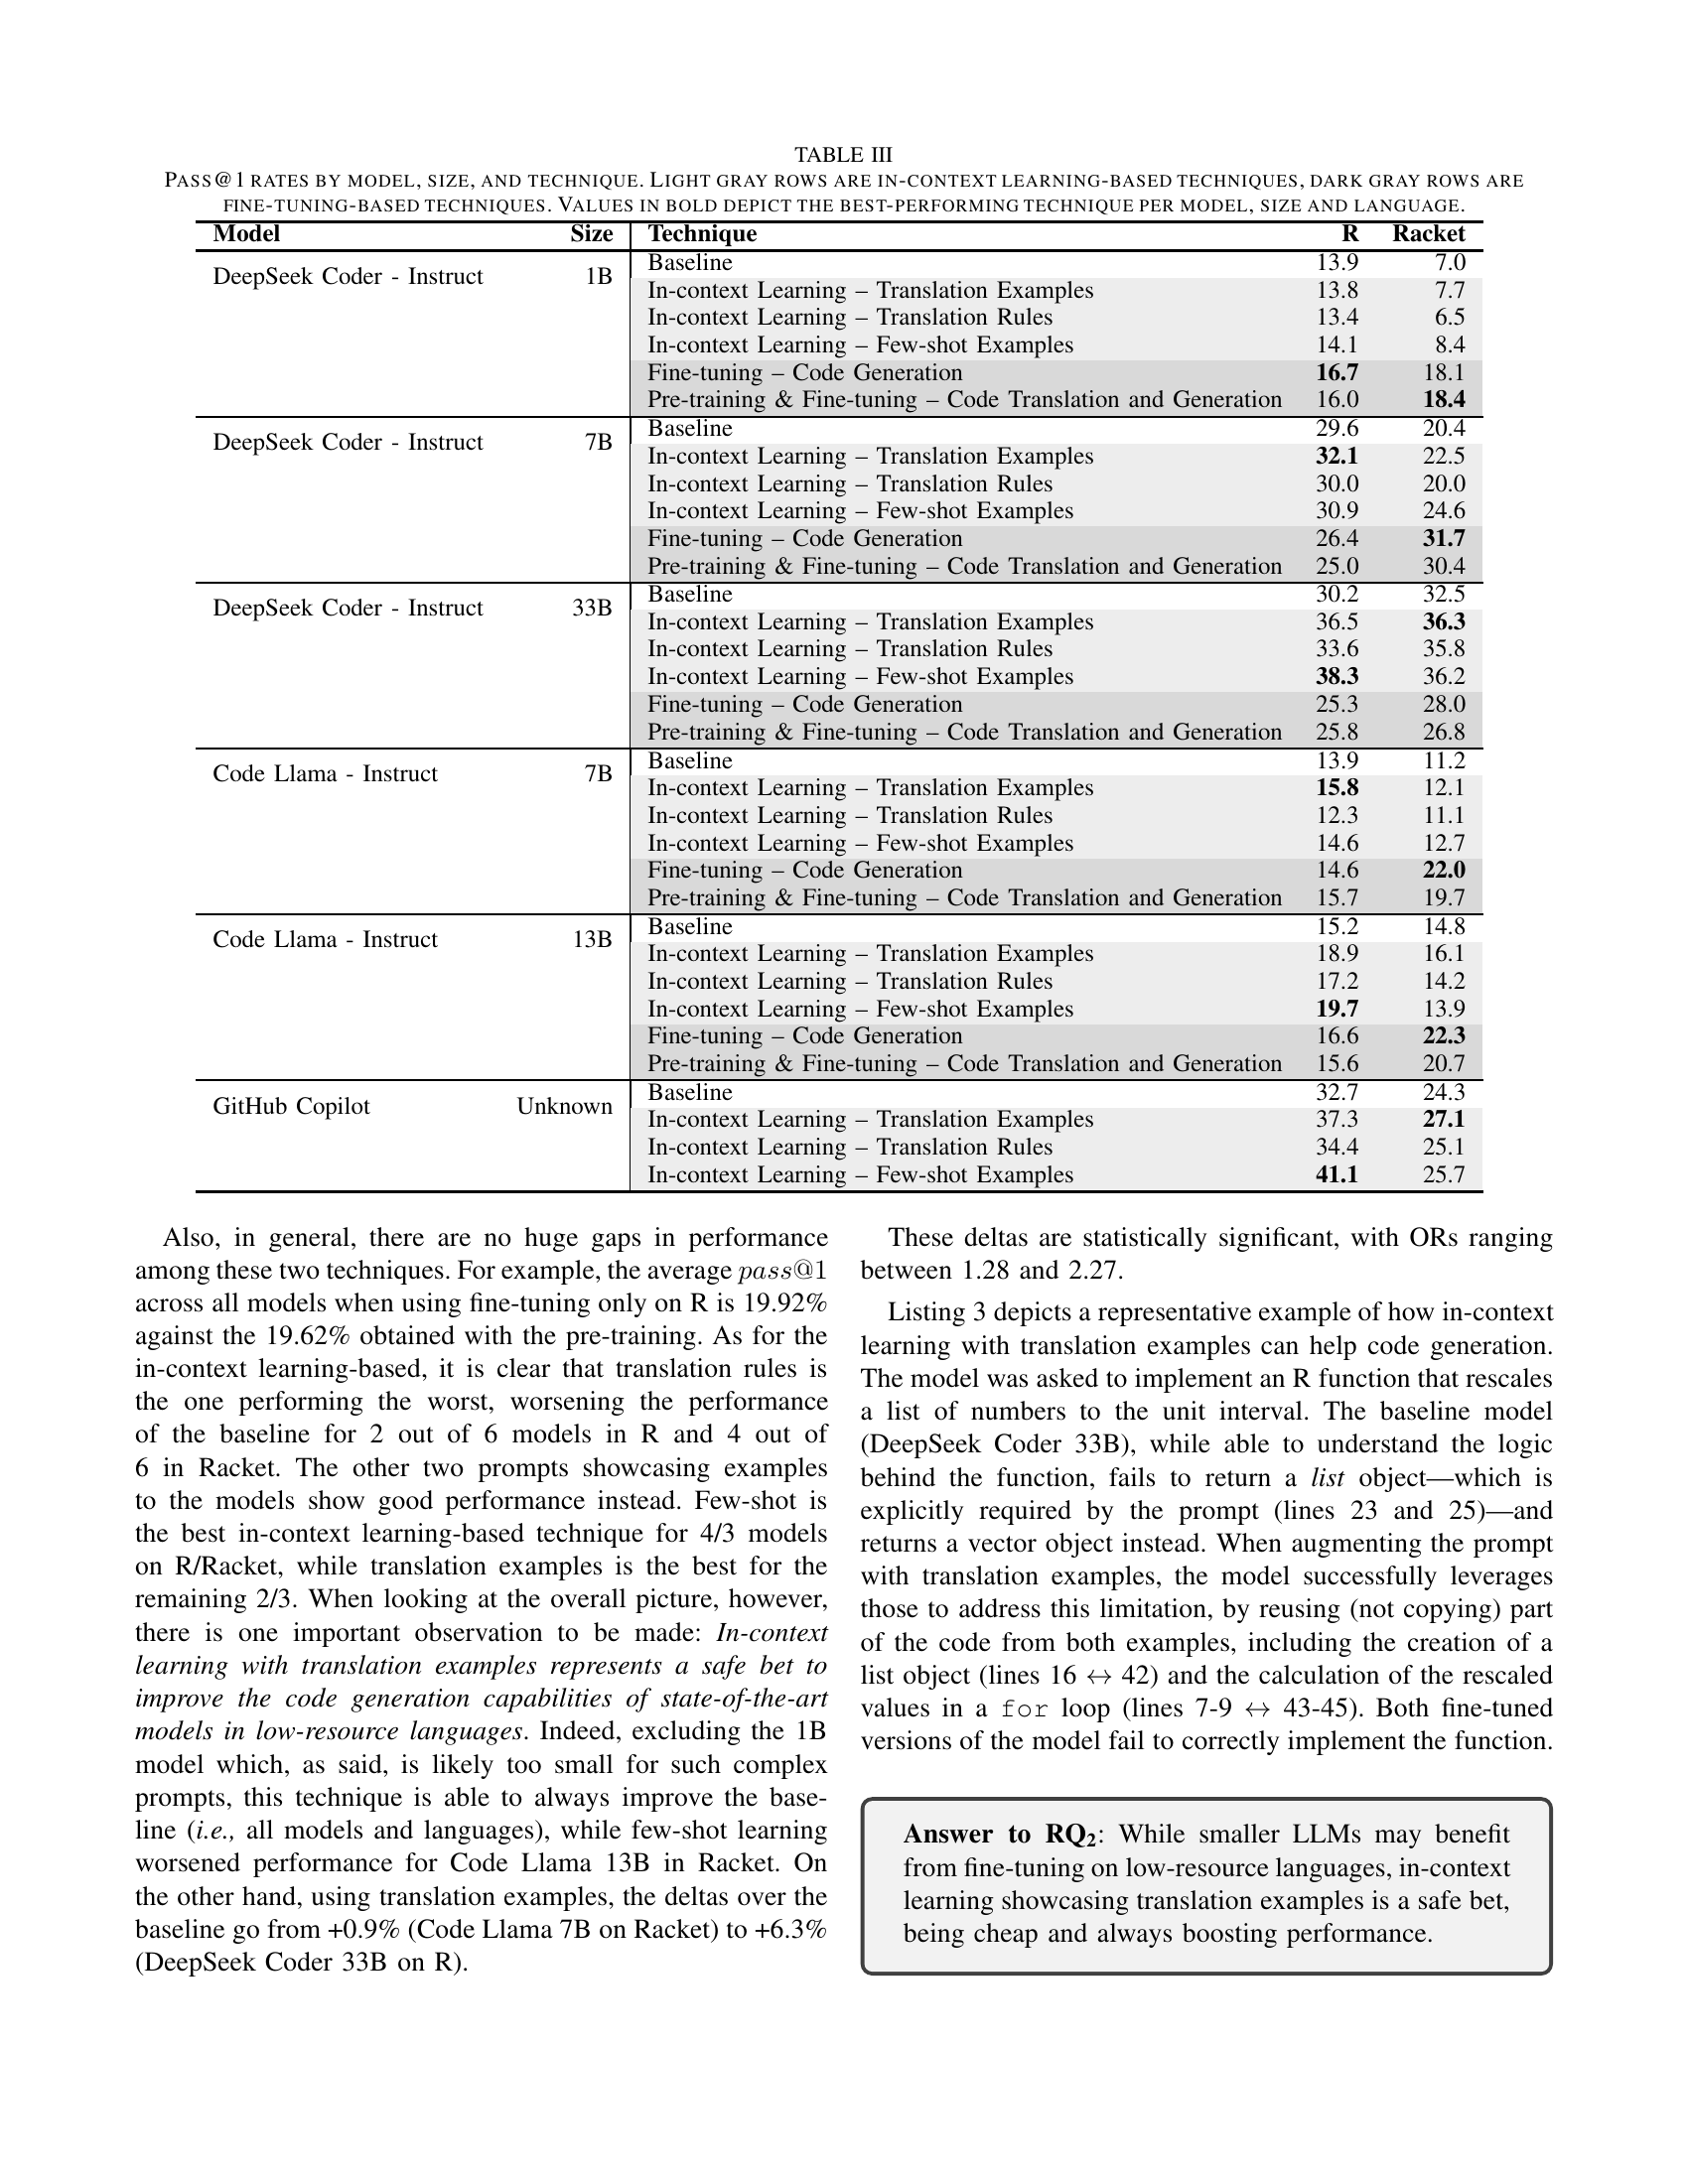 TABLE III
PASS@1 RATES BY MODEL, SIZE, AND TECHNIQUE. LIGHT GRAY ROWS ARE IN-CONTEXT LEARNING-BASED TECHNIQUES, DARK GRAY ROWS ARE
FINE-TUNING-BASED TECHNIQUES. VALUES IN BOLD DEPICT THE BEST-PERFORMING TECHNIQUE PER MODEL, SIZE AND LANGUAGE.
Model Size Technique R Racket
DeepSeek Coder - Instruct 1B Baseline 13.9 7.0
In-context Learning – Translation Examples 13.8 7.7
In-context Learning – Translation Rules 13.4 6.5
In-context Learning – Few-shot Examples 14.1 8.4
Fine-tuning – Code Generation 16.7 18.1
Pre-training & Fine-tuning – Code Translation and Generation 16.0 18.4
DeepSeek Coder - Instruct 7B Baseline 29.6 20.4
In-context Learning – Translation Examples 32.1 22.5
In-context Learning – Translation Rules 30.0 20.0
In-context Learning – Few-shot Examples 30.9 24.6
Fine-tuning – Code Generation 26.4 31.7
Pre-training & Fine-tuning – Code Translation and Generation 25.0 30.4
DeepSeek Coder - Instruct 33B Baseline 30.2 32.5
In-context Learning – Translation Examples 36.5 36.3
In-context Learning – Translation Rules 33.6 35.8
In-context Learning – Few-shot Examples 38.3 36.2
Fine-tuning – Code Generation 25.3 28.0
Pre-training & Fine-tuning – Code Translation and Generation 25.8 26.8
Code Llama - Instruct 7B Baseline 13.9 11.2
In-context Learning – Translation Examples 15.8 12.1
In-context Learning – Translation Rules 12.3 11.1
In-context Learning – Few-shot Examples 14.6 12.7
Fine-tuning – Code Generation 14.6 22.0
Pre-training & Fine-tuning – Code Translation and Generation 15.7 19.7
Code Llama - Instruct 13B Baseline 15.2 14.8
In-context Learning – Translation Examples 18.9 16.1
In-context Learning – Translation Rules 17.2 14.2
In-context Learning – Few-shot Examples 19.7 13.9
Fine-tuning – Code Generation 16.6 22.3
Pre-training & Fine-tuning – Code Translation and Generation 15.6 20.7
GitHub Copilot Unknown Baseline 32.7 24.3
In-context Learning – Translation Examples 37.3 27.1
In-context Learning – Translation Rules 34.4 25.1
In-context Learning – Few-shot Examples 41.1 25.7
Also, in general, there are no huge gaps in performance
among these two techniques. For example, the average pass@1
across all models when using fine-tuning only on R is 19.92%
against the 19.62% obtained with the pre-training. As for the
in-context learning-based, it is clear that translation rules is
the one performing the worst, worsening the performance
of the baseline for 2 out of 6 models in R and 4 out of
6 in Racket. The other two prompts showcasing examples
to the models show good performance instead. Few-shot is
the best in-context learning-based technique for 4/3 models
on R/Racket, while translation examples is the best for the
remaining 2/3. When looking at the overall picture, however,
there is one important observation to be made: In-context
learning with translation examples represents a safe bet to
improve the code generation capabilities of state-of-the-art
models in low-resource languages. Indeed, excluding the 1B
model which, as said, is likely too small for such complex
prompts, this technique is able to always improve the base-
line (i.e., all models and languages), while few-shot learning
worsened performance for Code Llama 13B in Racket. On
the other hand, using translation examples, the deltas over the
baseline go from +0.9% (Code Llama 7B on Racket) to +6.3%
(DeepSeek Coder 33B on R).
These deltas are statistically significant, with ORs ranging
between 1.28 and 2.27.
Listing 3 depicts a representative example of how in-context
learning with translation examples can help code generation.
The model was asked to implement an R function that rescales
a list of numbers to the unit interval. The baseline model
(DeepSeek Coder 33B), while able to understand the logic
behind the function, fails to return a list object—which is
explicitly required by the prompt (lines 23 and 25)—and
returns a vector object instead. When augmenting the prompt
with translation examples, the model successfully leverages
those to address this limitation, by reusing (not copying) part
of the code from both examples, including the creation of a
list object (lines 16 ↔ 42) and the calculation of the rescaled
values in a for loop (lines 7-9 ↔ 43-45). Both fine-tuned
versions of the model fail to correctly implement the function.
Answer to RQ2: While smaller LLMs may benefit
from fine-tuning on low-resource languages, in-context
learning showcasing translation examples is a safe bet,
being cheap and always boosting performance.